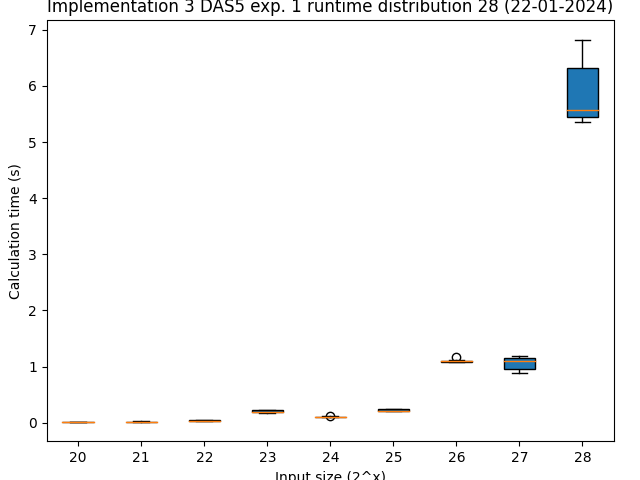 Implementation 3 DAS5 exp. 1 runtime distribution 28 (22-01-2024)
7
6
5
4
3
2
1
0
Calculation time (s)
20 21 22 23 24 25 26 27 28
Input size (2^x)